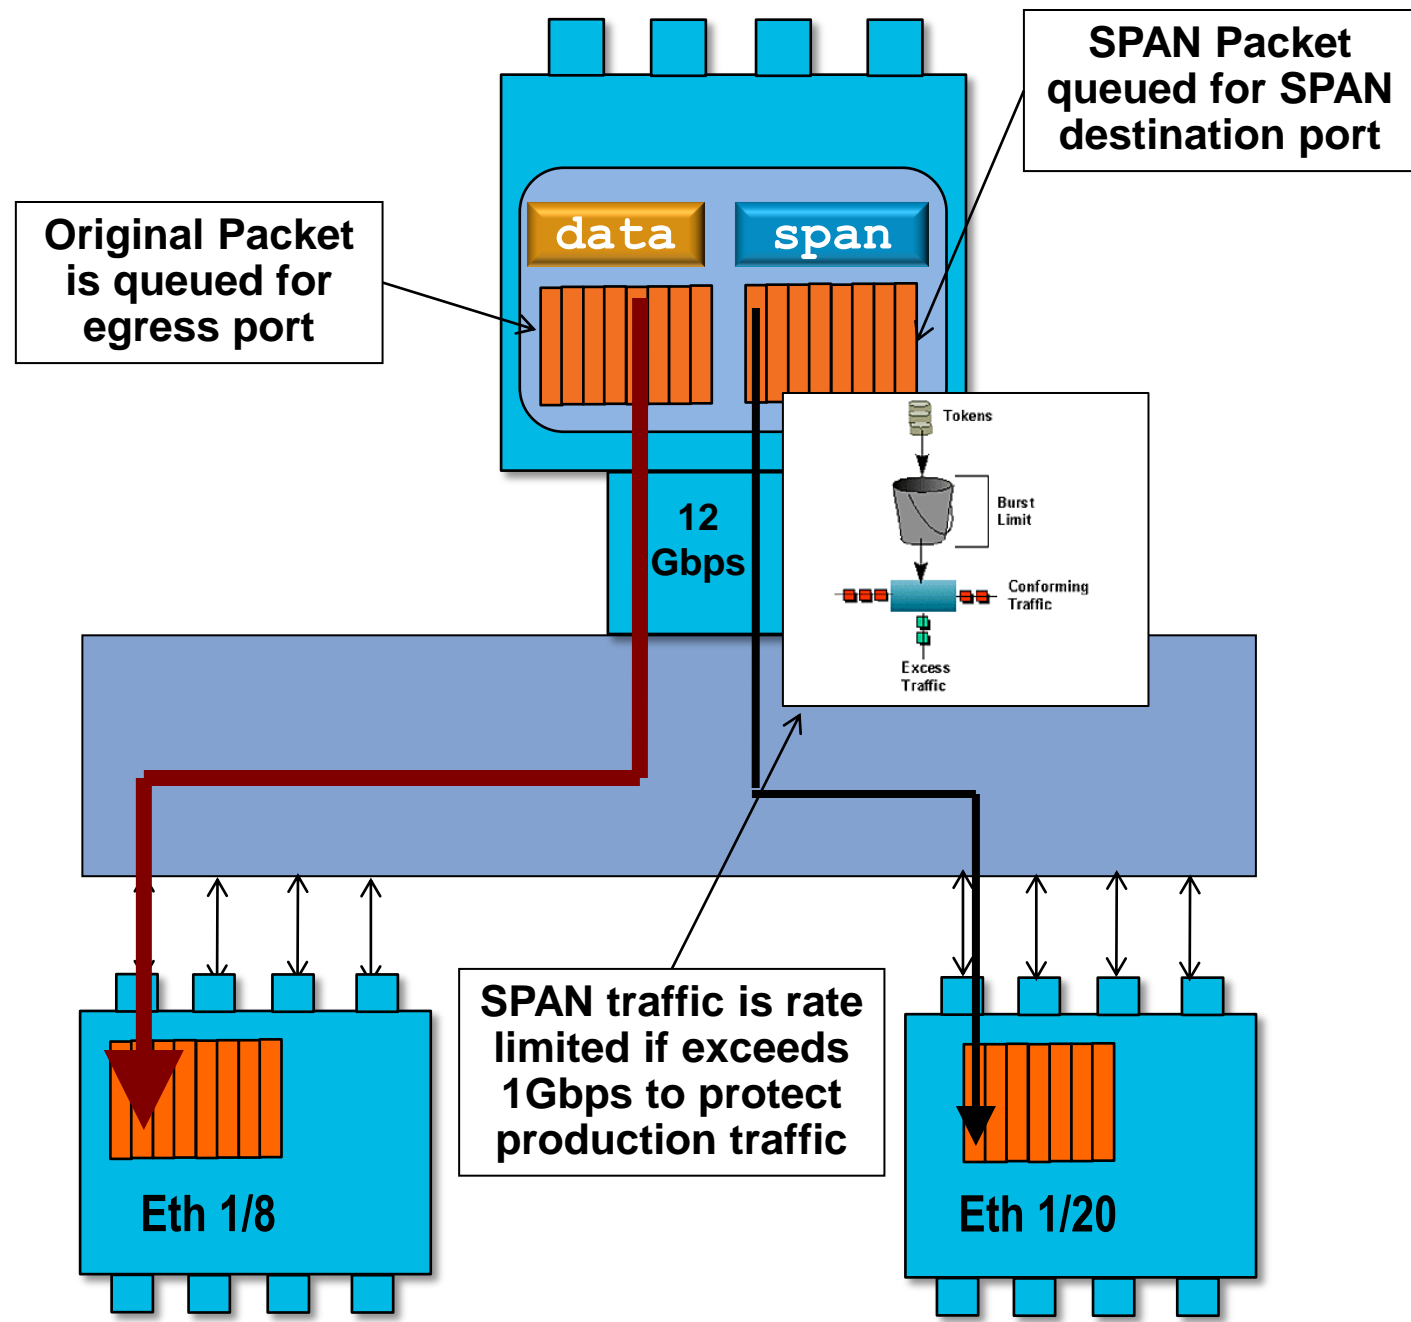 SPAN Packet
queued for SPAN
destination port
Original Packet
is queued for
egress port
data
span
Tokens
Burst
Limit
12
Gbps
Conforming
Traffic
Excess
Traffic
SPAN traffic is rate
limited if exceeds
1Gbps to protect
production traffic
Eth 1/8
Eth 1/20